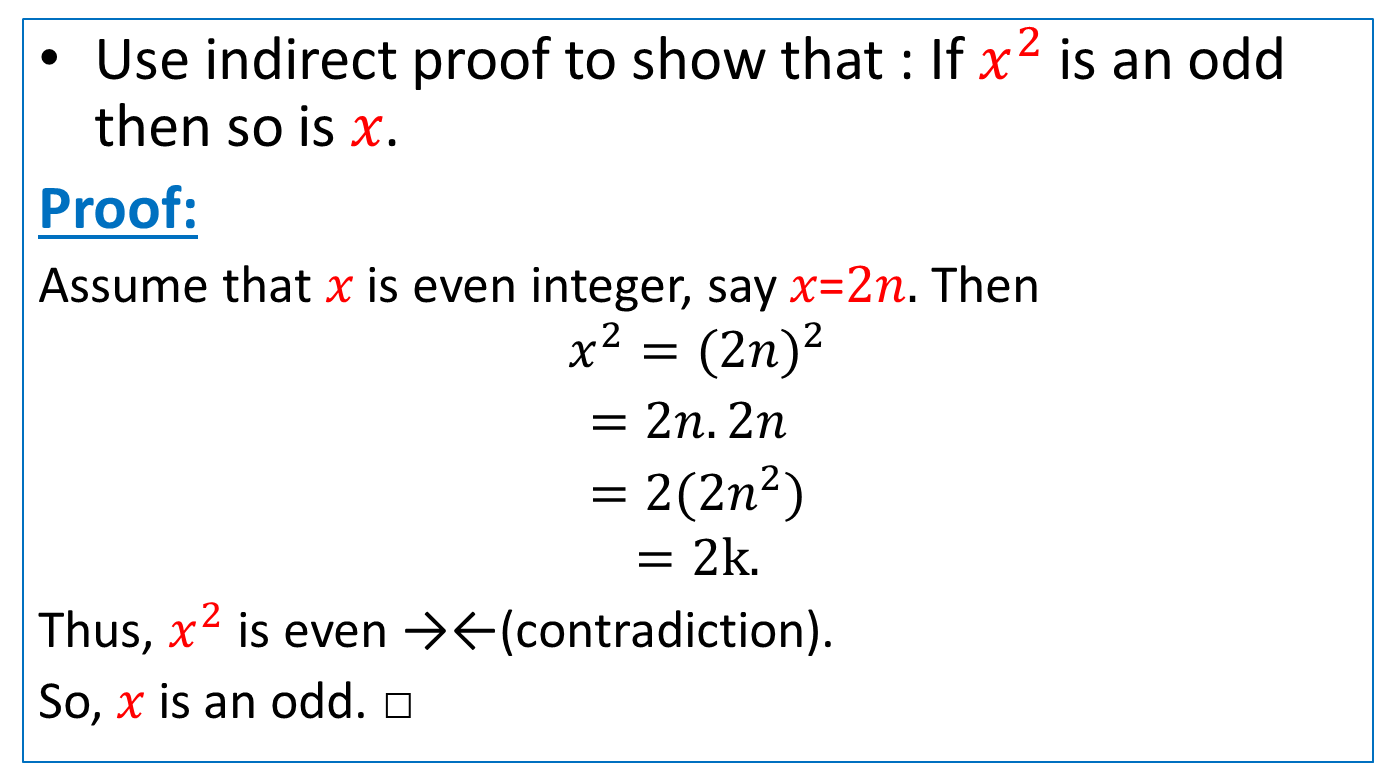 • Use indirect proof to show that : If x² is an odd
then so is x.
Proof:
Assume that x is even integer, say x=2n. Then
x² = (2n)²
= 2n. 2n
= 2(2n²)
= 2k.
Thus, x² is even →←(contradiction).
So, x is an odd. □